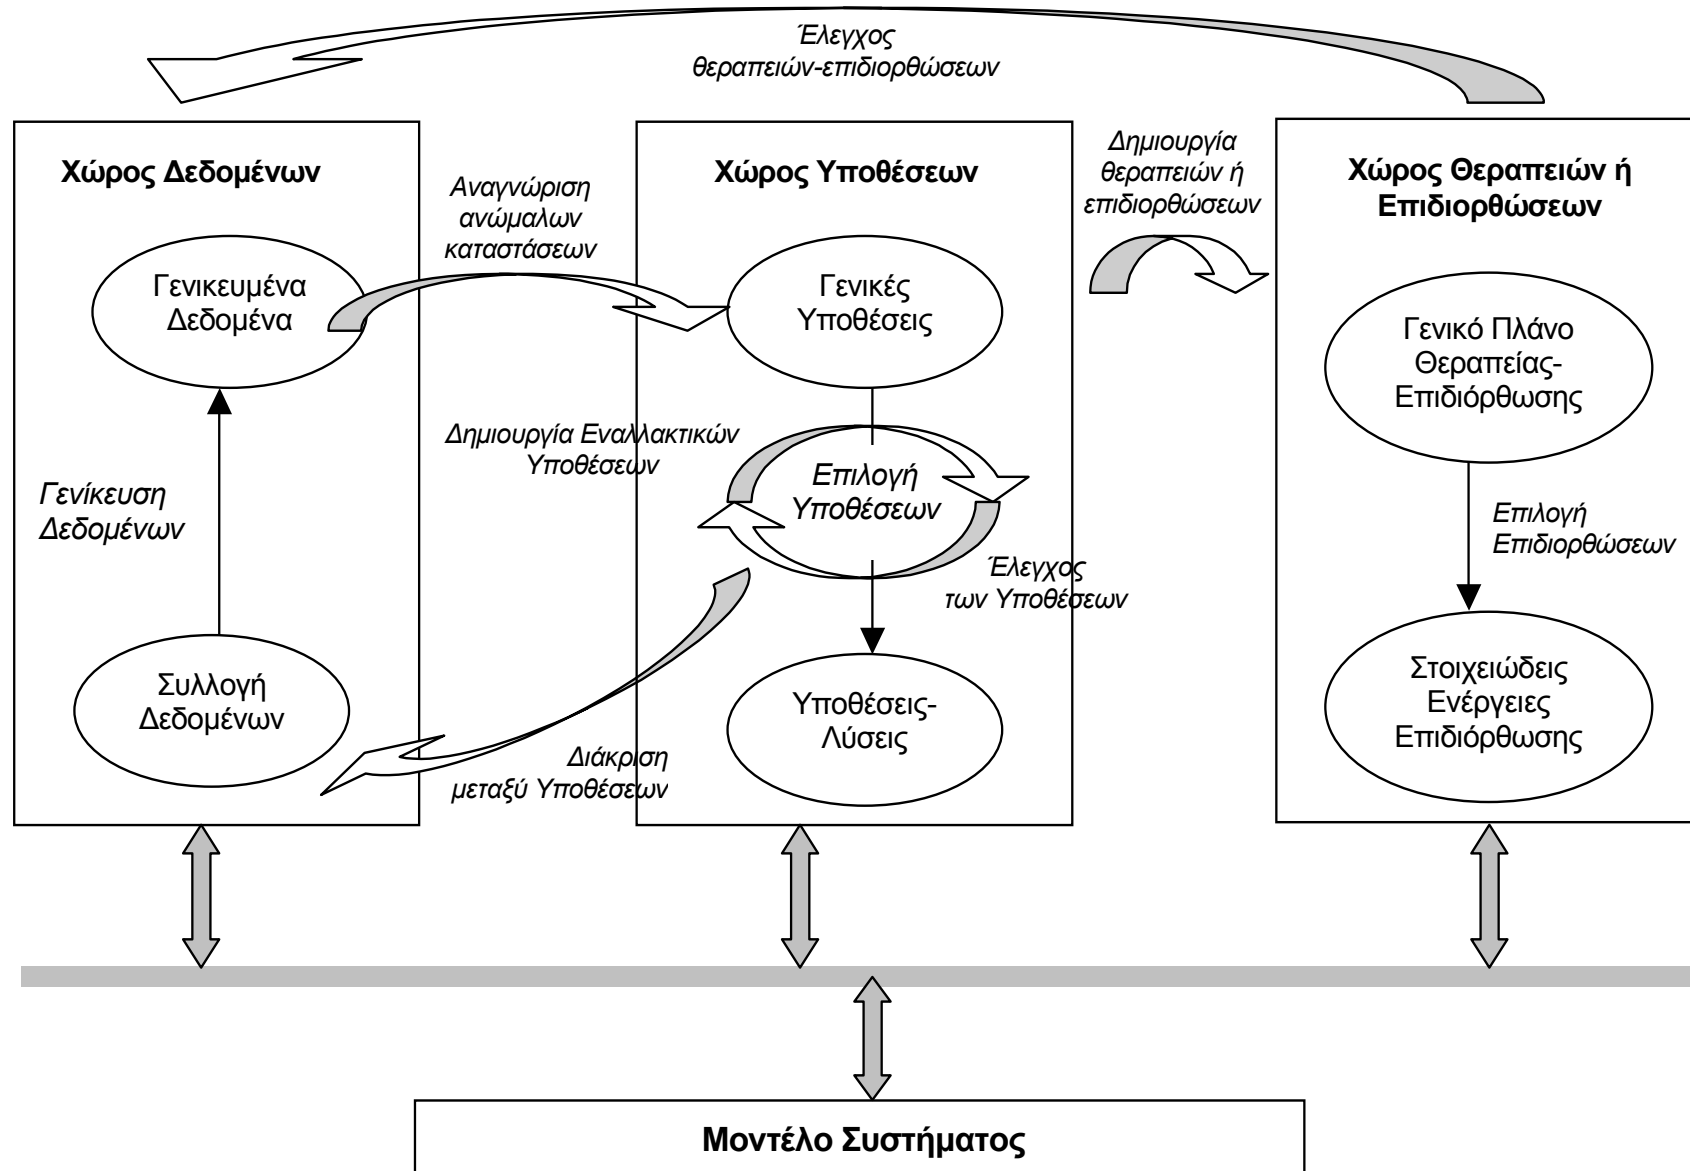 Έλεγχος
θεραπειών-επιδιορθώσεων
Χώρος Δεδομένων
Γενικευμένα
Δεδομένα
Γενίκευση
Δεδομένων
Συλλογή
Δεδομένων
Αναγνώριση
ανώμαλων
καταστάσεων
Χώρος Υποθέσεων
Γενικές
Υποθέσεις
Δημιουργία Εναλλακτικών
Υποθέσεων
Επιλογή
Υποθέσεων
Έλεγχος
των Υποθέσεων
Υποθέσεις-
Λύσεις
Διάκριση
μεταξύ Υποθέσεων
Δημιουργία
θεραπειών ή
επιδιορθώσεων
Χώρος Θεραπειών ή
Επιδιορθώσεων
Γενικό Πλάνο
Θεραπείας-
Επιδιόρθωσης
Επιλογή
Επιδιορθώσεων
Στοιχειώδεις
Ενέργειες
Επιδιόρθωσης
Μοντέλο Συστήματος